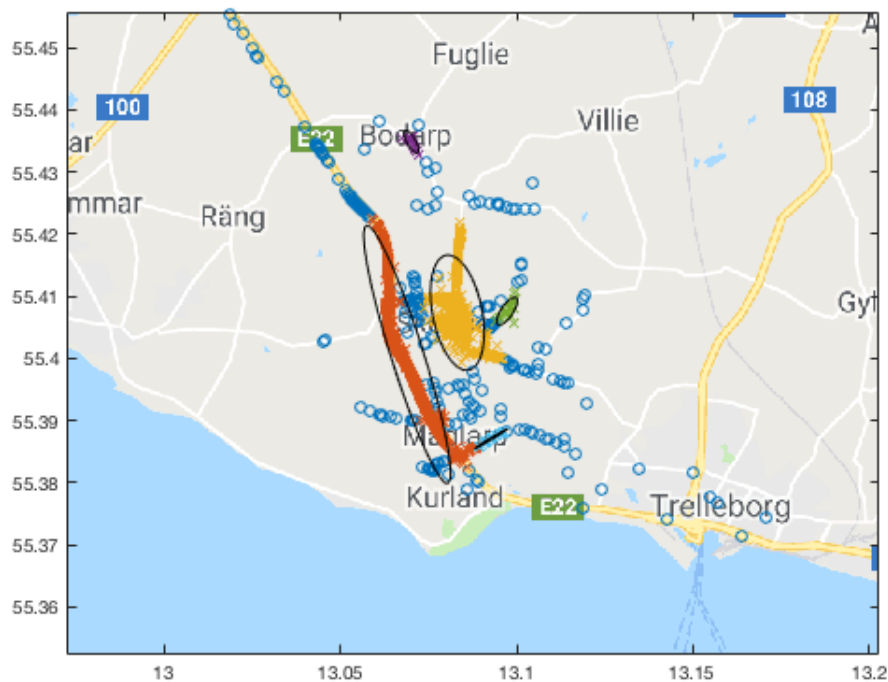 55.45
55.44
55.43
55.42
55.41
55.4
55.39
55.38
55.37
55.36
Fuglie
100
108
E22
Bodarp
Villie
ar
mmar
Räng
Gyt
Kurland
E22
Trelleborg
A
13
13.05
13.1
13.15
13.2